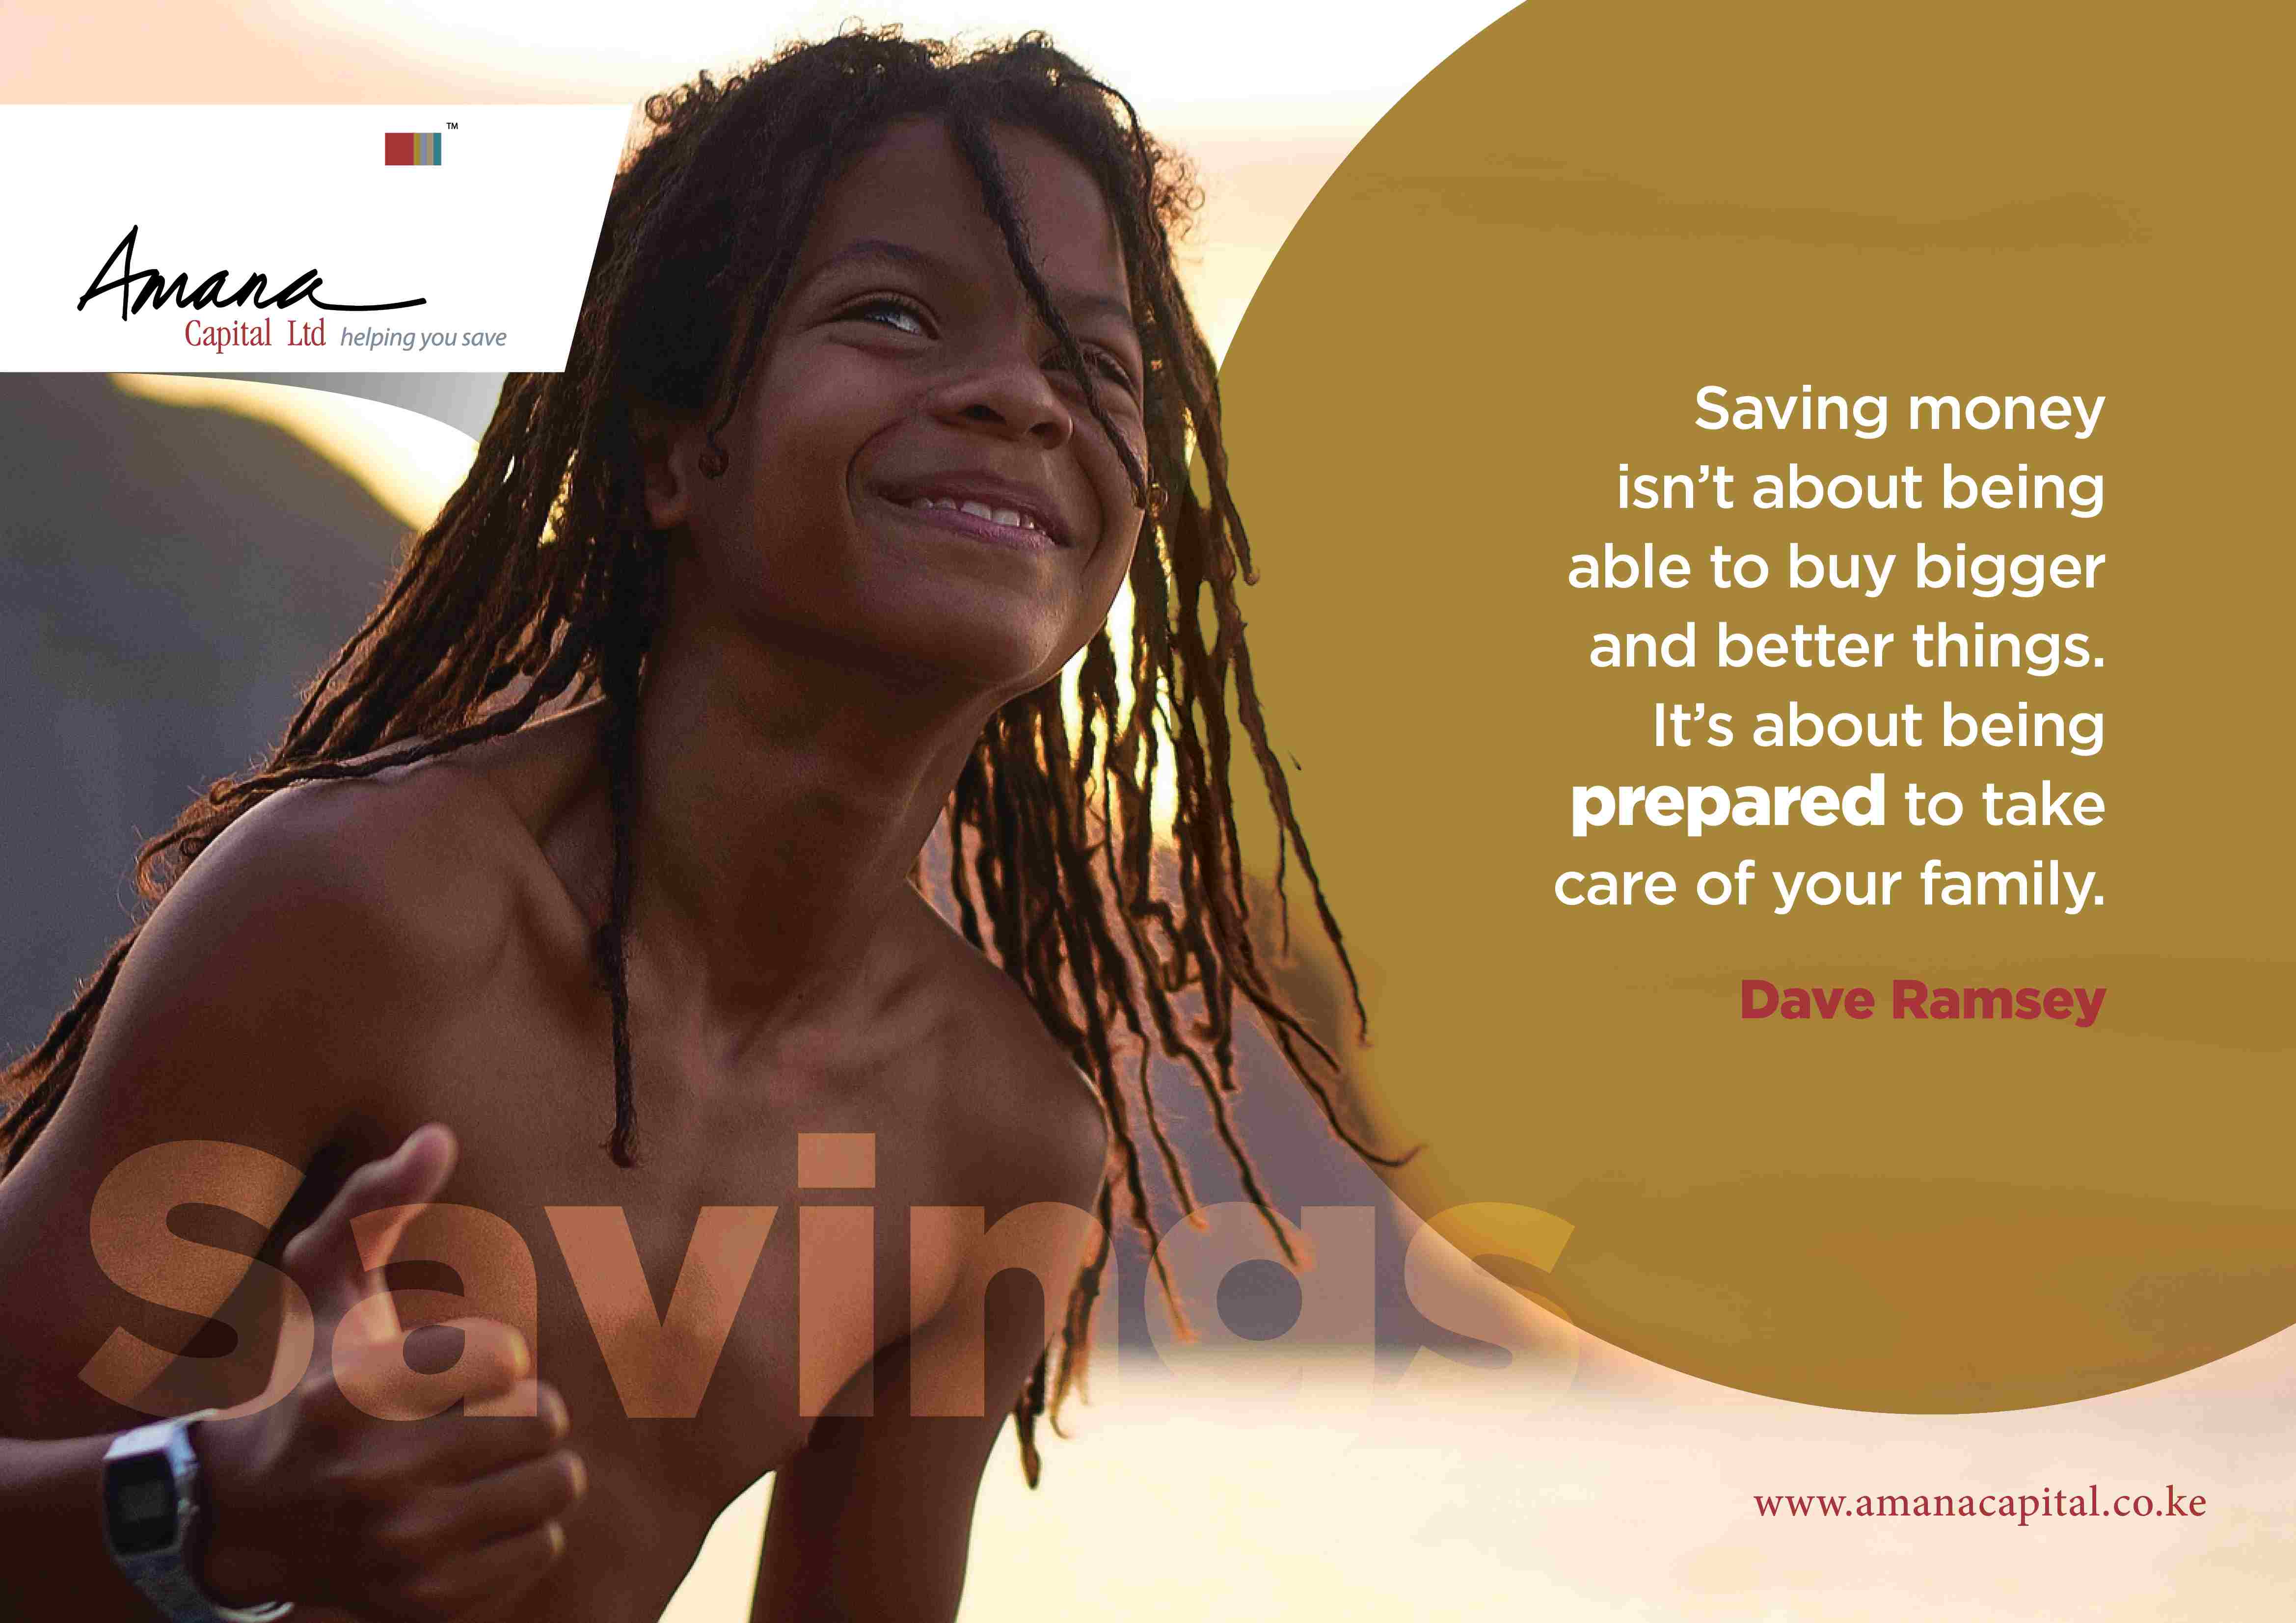 TM
Amana
Capital Ltd helping you save
Saving money
isn’t about being
able to buy bigger
and better things.
It’s about being
prepared to take
care of your family.
Dave Ramsey
Savings
www.amanacapital.co.ke